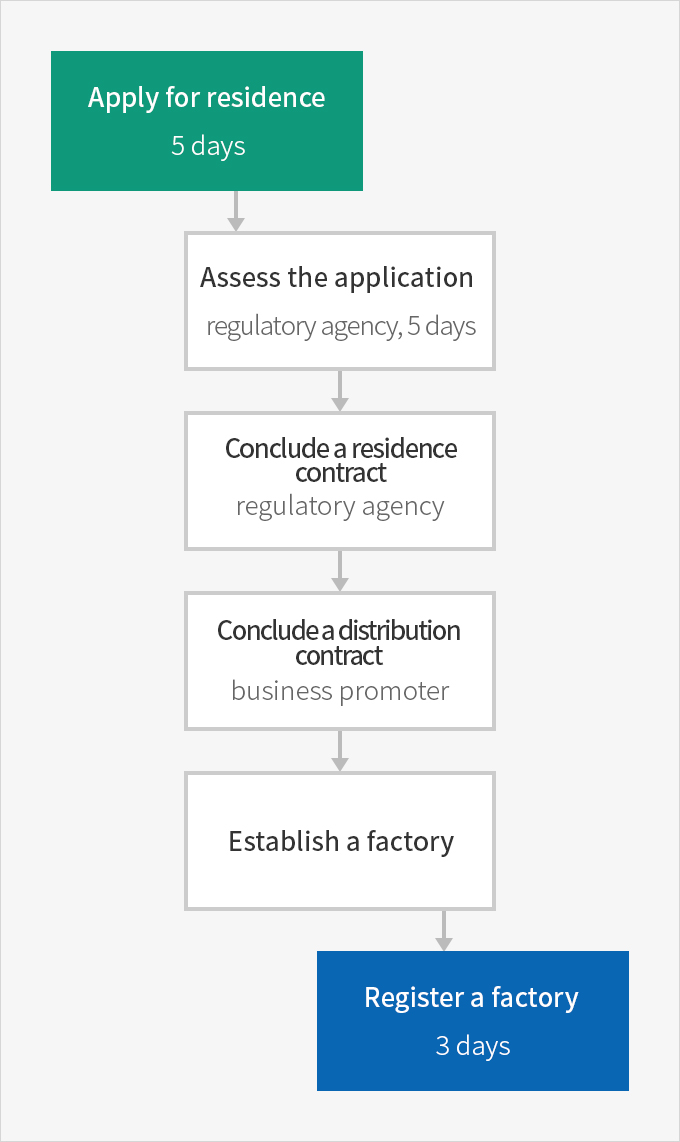 Apply for residence
5 days
Assess the application
regulatory agency, 5 days
Conclude a residence
contract
regulatory agency
Conclude a distribution
contract
business promoter
Establish a factory
Register a factory
3 days